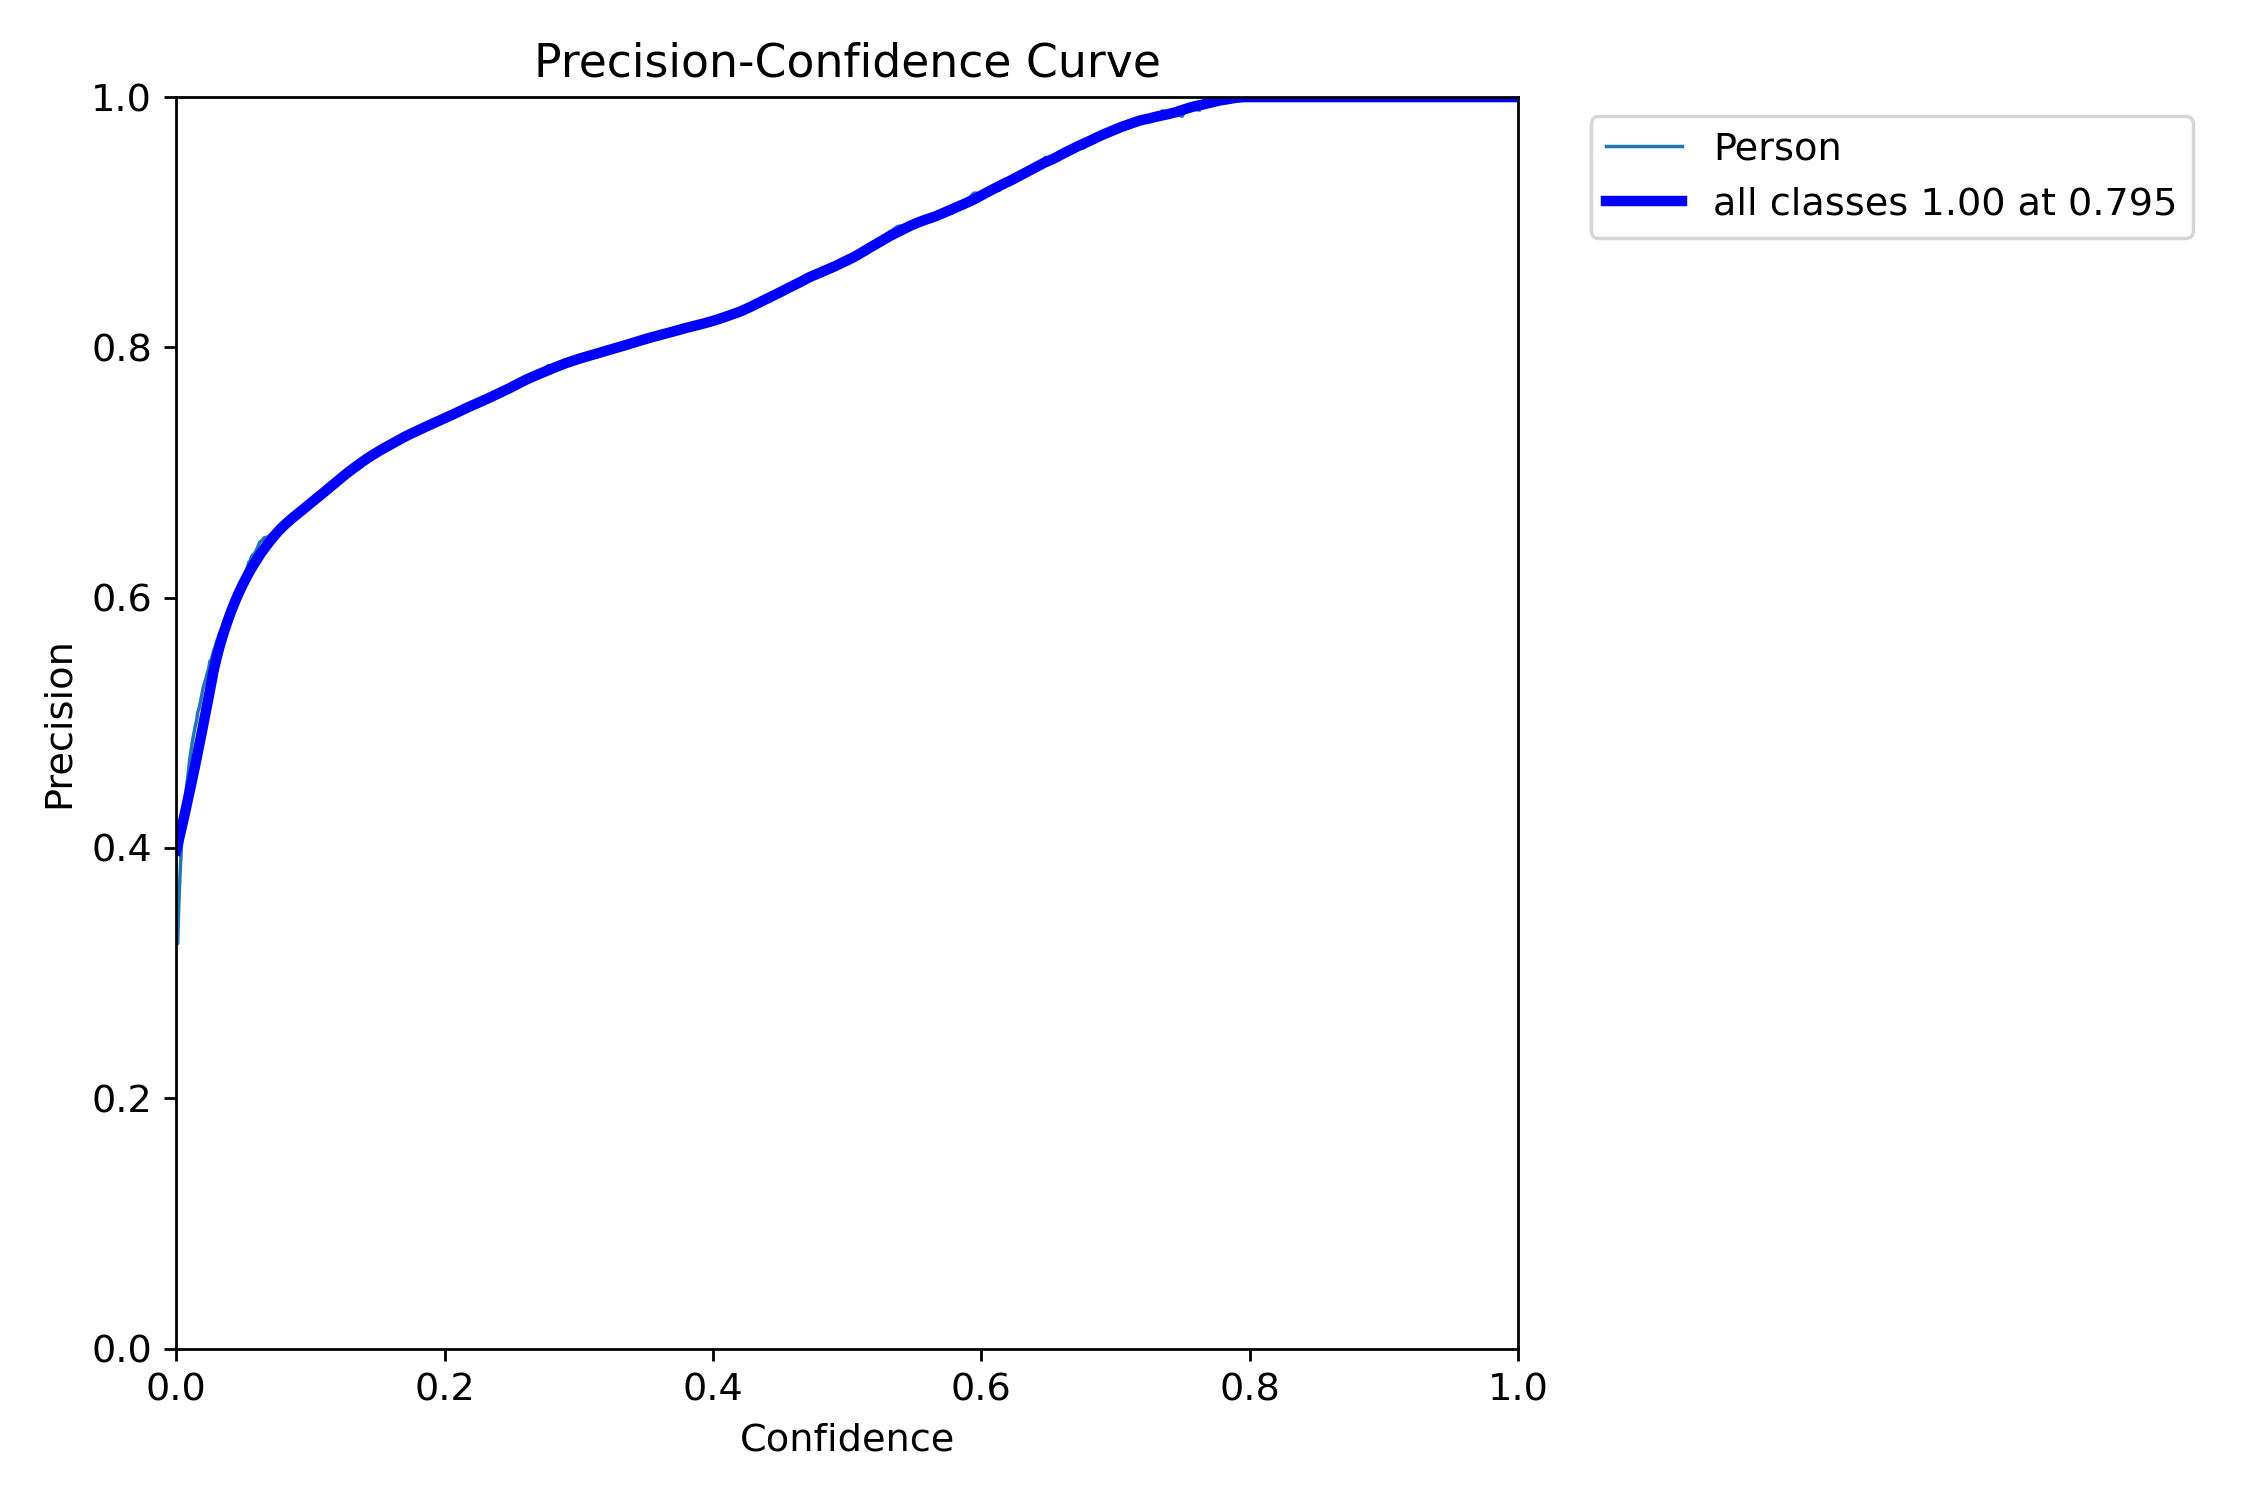 Precision-Confidence Curve
1.0
0.8
0.6
0.4
0.2
0.0
Precision
0.0 0.2 0.4 0.6 0.8 1.0
Confidence
Person
all classes 1.00 at 0.795